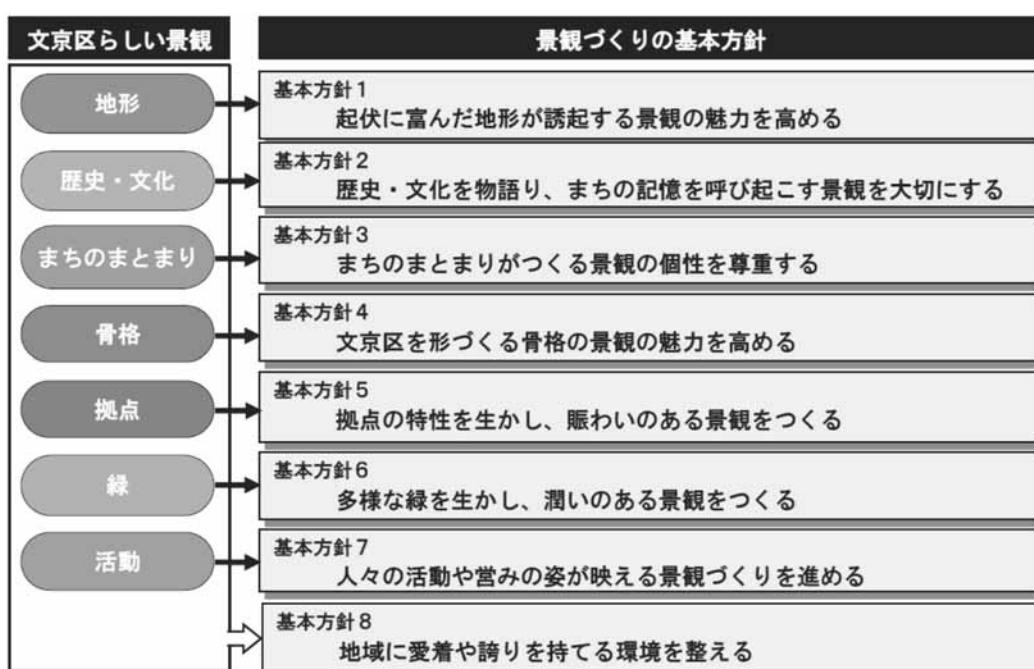 文京区らしい景観
景観づくりの基本方針
地形
基本方針1
起伏に富んだ地形が誘起する景観の魅力を高める
歴史・文化
基本方針2
歴史・文化を物語り、まちの記憶を呼び起こす景観を大切にする
まちのまとまり
基本方針3
まちのまとまりがつくる景観の個性を尊重する
骨格
基本方針4
文京区を形づくる骨格の景観の魅力を高める
拠点
基本方針5
拠点の特性を生かし、賑わいのある景観をつくる
緑
基本方針6
多様な緑を生かし、潤いのある景観をつくる
活動
基本方針7
人々の活動や営みの姿が映える景観づくりを進める
基本方針8
地域に愛着や誇りを持てる環境を整える